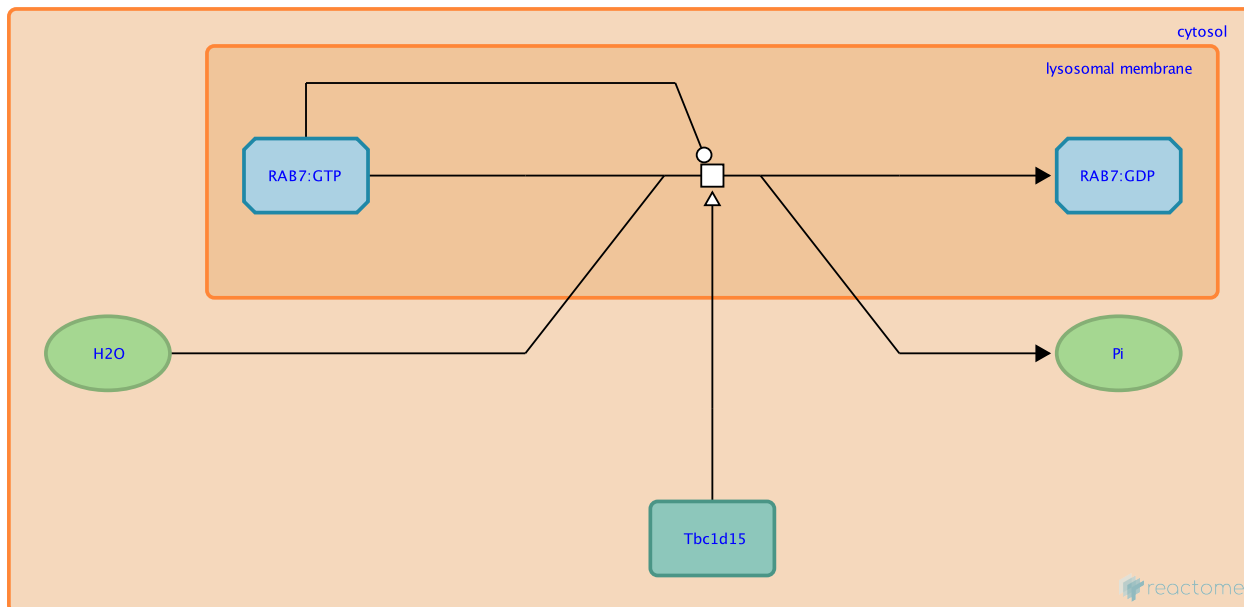 cytosol
lysosomal membrane
RAB7:GTP
RAB7:GDP
H2O
Pi
Tbc1d15
reactome